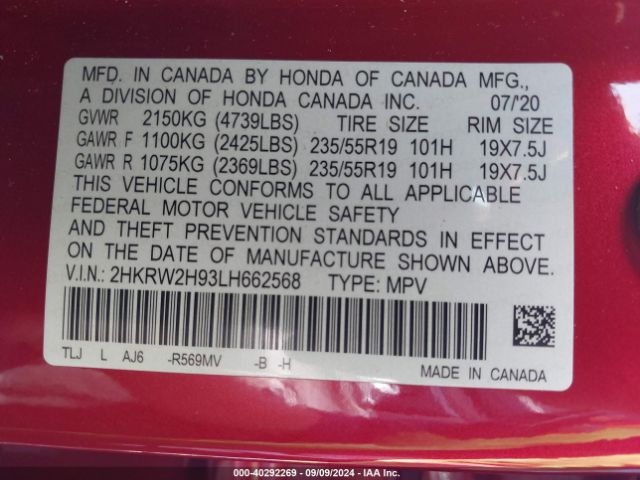 MFD. IN CANADA BY HONDA OF CANADA MFG.,
A DIVISION OF HONDA CANADA INC. 07/'20
GVWR 2150KG (4739LBS) TIRE SIZE RIM SIZE
GAWR F 1100KG (2425LBS) 235/55R19 101H 19X7.5J
GAWR R 1075KG (2369LBS) 235/55R19 101H 19X7.5J
THIS VEHICLE CONFORMS TO ALL APPLICABLE
FEDERAL MOTOR VEHICLE SAFETY
AND THEFT PREVENTION STANDARDS IN EFFECT
ON THE DATE OF MANUFACTURE SHOWN ABOVE.
V.I.N.: 2HKRW2H93LH662568 TYPE: MPV
TLJ L AJ6 -R569MV -B -H
MADE IN CANADA
000-40292269 - 09/09/2024 - IAA Inc.